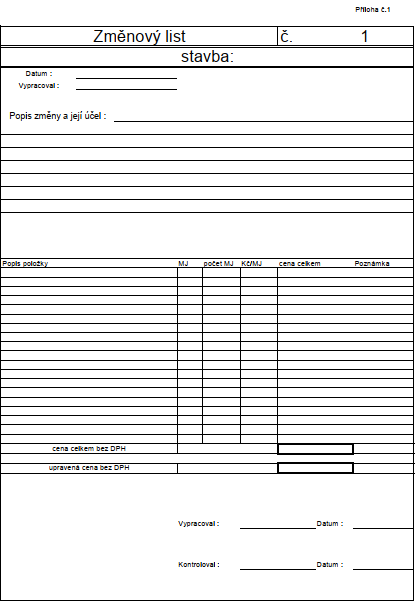 Příloha č.1
Změnový list č. 1
stavba:
Datum :
Vypracoval :
Popis změny a její účel :
Popis položky MJ počet MJ Kč/MJ cena celkem Poznámka
cena celkem bez DPH
upravená cena bez DPH
Vypracoval : Datum :
Kontroloval : Datum :